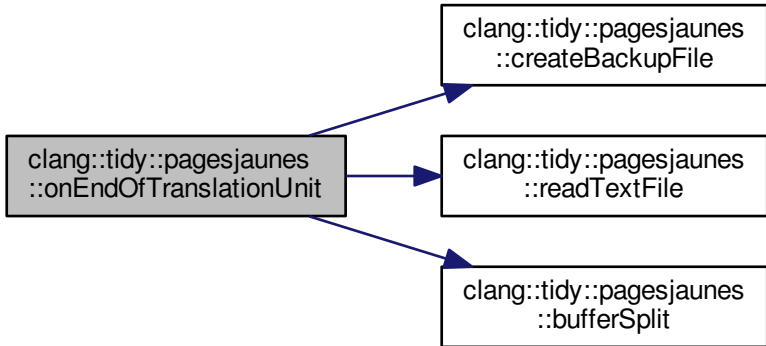 clang::tidy::pagesjaunes
::onEndOfTranslationUnit
clang::tidy::pagesjaunes
::createBackupFile
clang::tidy::pagesjaunes
::readTextFile
clang::tidy::pagesjaunes
::bufferSplit